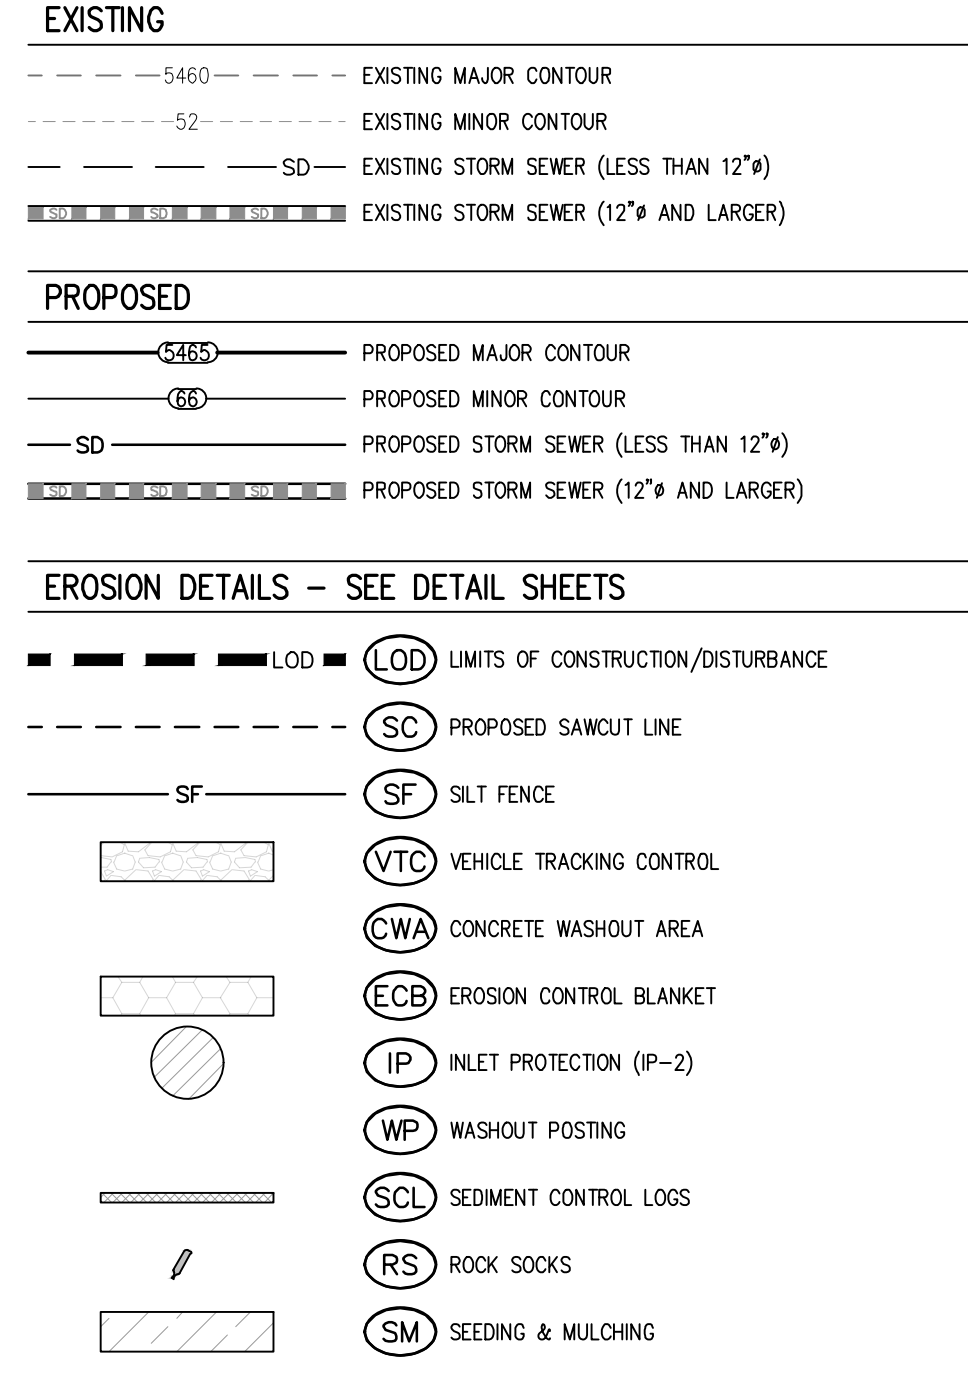 EXISTING
5460 EXISTING MAJOR CONTOUR
52 EXISTING MINOR CONTOUR
SD EXISTING STORM SEWER (LESS THAN 12"ø)
SD SD SD EXISTING STORM SEWER (12"ø AND LARGER)
PROPOSED
5465 PROPOSED MAJOR CONTOUR
66 PROPOSED MINOR CONTOUR
SD PROPOSED STORM SEWER (LESS THAN 12"ø)
SD SD SD PROPOSED STORM SEWER (12"ø AND LARGER)
EROSION DETAILS – SEE DETAIL SHEETS
LOD LOD LIMITS OF CONSTRUCTION/DISTURBANCE
SC PROPOSED SAWCUT LINE
SF SF SILT FENCE
VTC VEHICLE TRACKING CONTROL
CWA CONCRETE WASHOUT AREA
ECB EROSION CONTROL BLANKET
IP INLET PROTECTION (IP–2)
WP WASHOUT POSTING
SCL SEDIMENT CONTROL LOGS
RS ROCK SOCKS
SM SEEDING & MULCHING